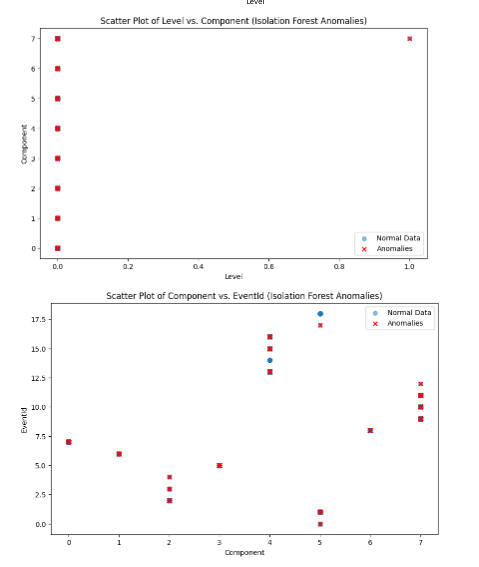 Level
Scatter Plot of Level vs. Component (Isolation Forest Anomalies)
7
6
5
4
3
2
1
0
Component
Normal Data
Anomalies
0.0 0.2 0.4 0.6 0.8 1.0
Level
Scatter Plot of Component vs. EventId (Isolation Forest Anomalies)
Normal Data
Anomalies
17.5
15.0
12.5
10.0
7.5
5.0
2.5
0.0
EventId
0 1 2 3 4 5 6 7
Component